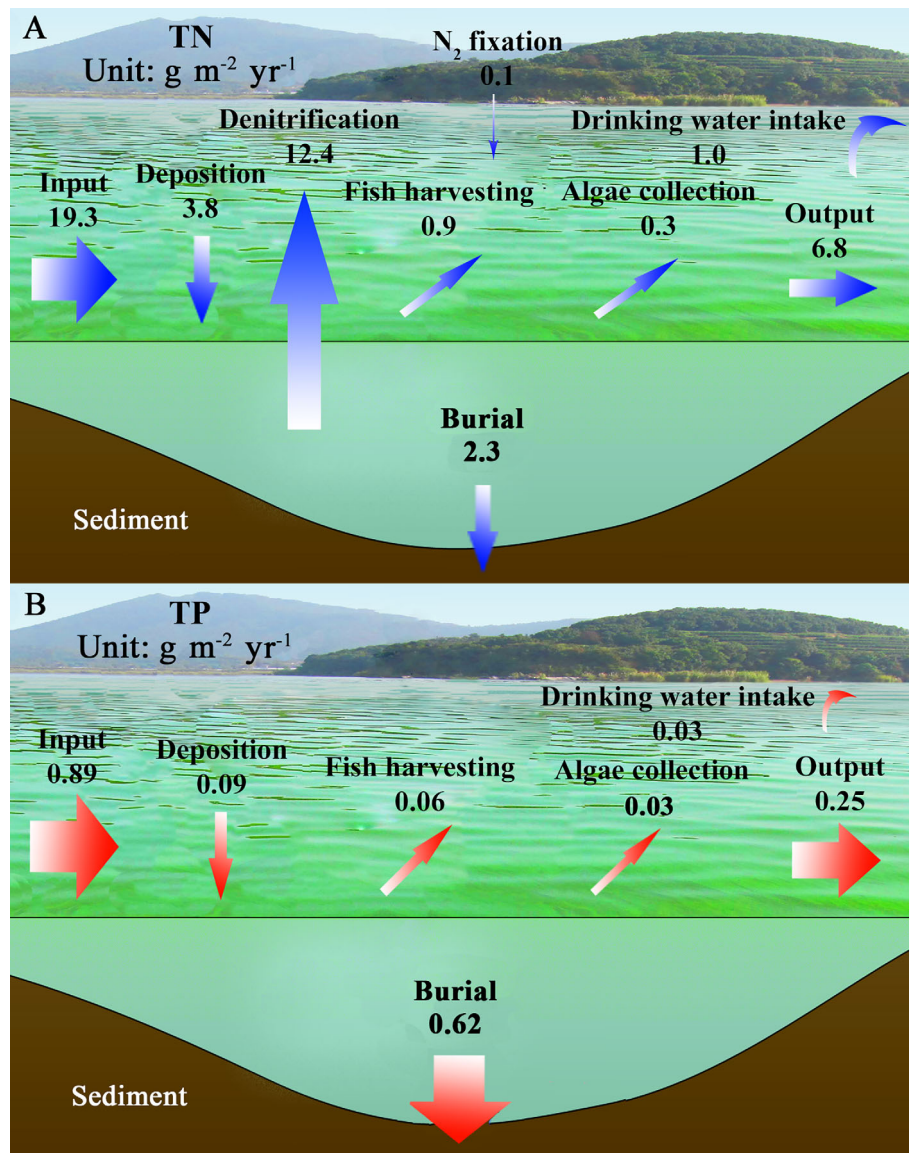 A
TN
Unit: g m⁻² yr⁻¹
N₂ fixation
0.1
Denitrification
12.4
Drinking water intake
1.0
Input
19.3
Deposition
3.8
Fish harvesting
0.9
Algae collection
0.3
Output
6.8
Burial
2.3
Sediment
B
TP
Unit: g m⁻² yr⁻¹
Drinking water intake
0.03
Input
0.89
Deposition
0.09
Fish harvesting
0.06
Algae collection
0.03
Output
0.25
Burial
0.62
Sediment